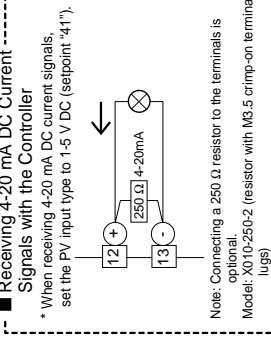 ■ Receiving 4-20 mA DC Current
Signals with the Controller
* When receiving 4-20 mA DC current signals,
set the PV input type to 1-5 V DC (setpoint “41”).
12 +
250 Ω 4-20mA
13 -
Note: Connecting a 250 Ω resistor to the terminals is
optional.
Model: X010-250-2 (resistor with M3.5 crimp-on termina
lugs)